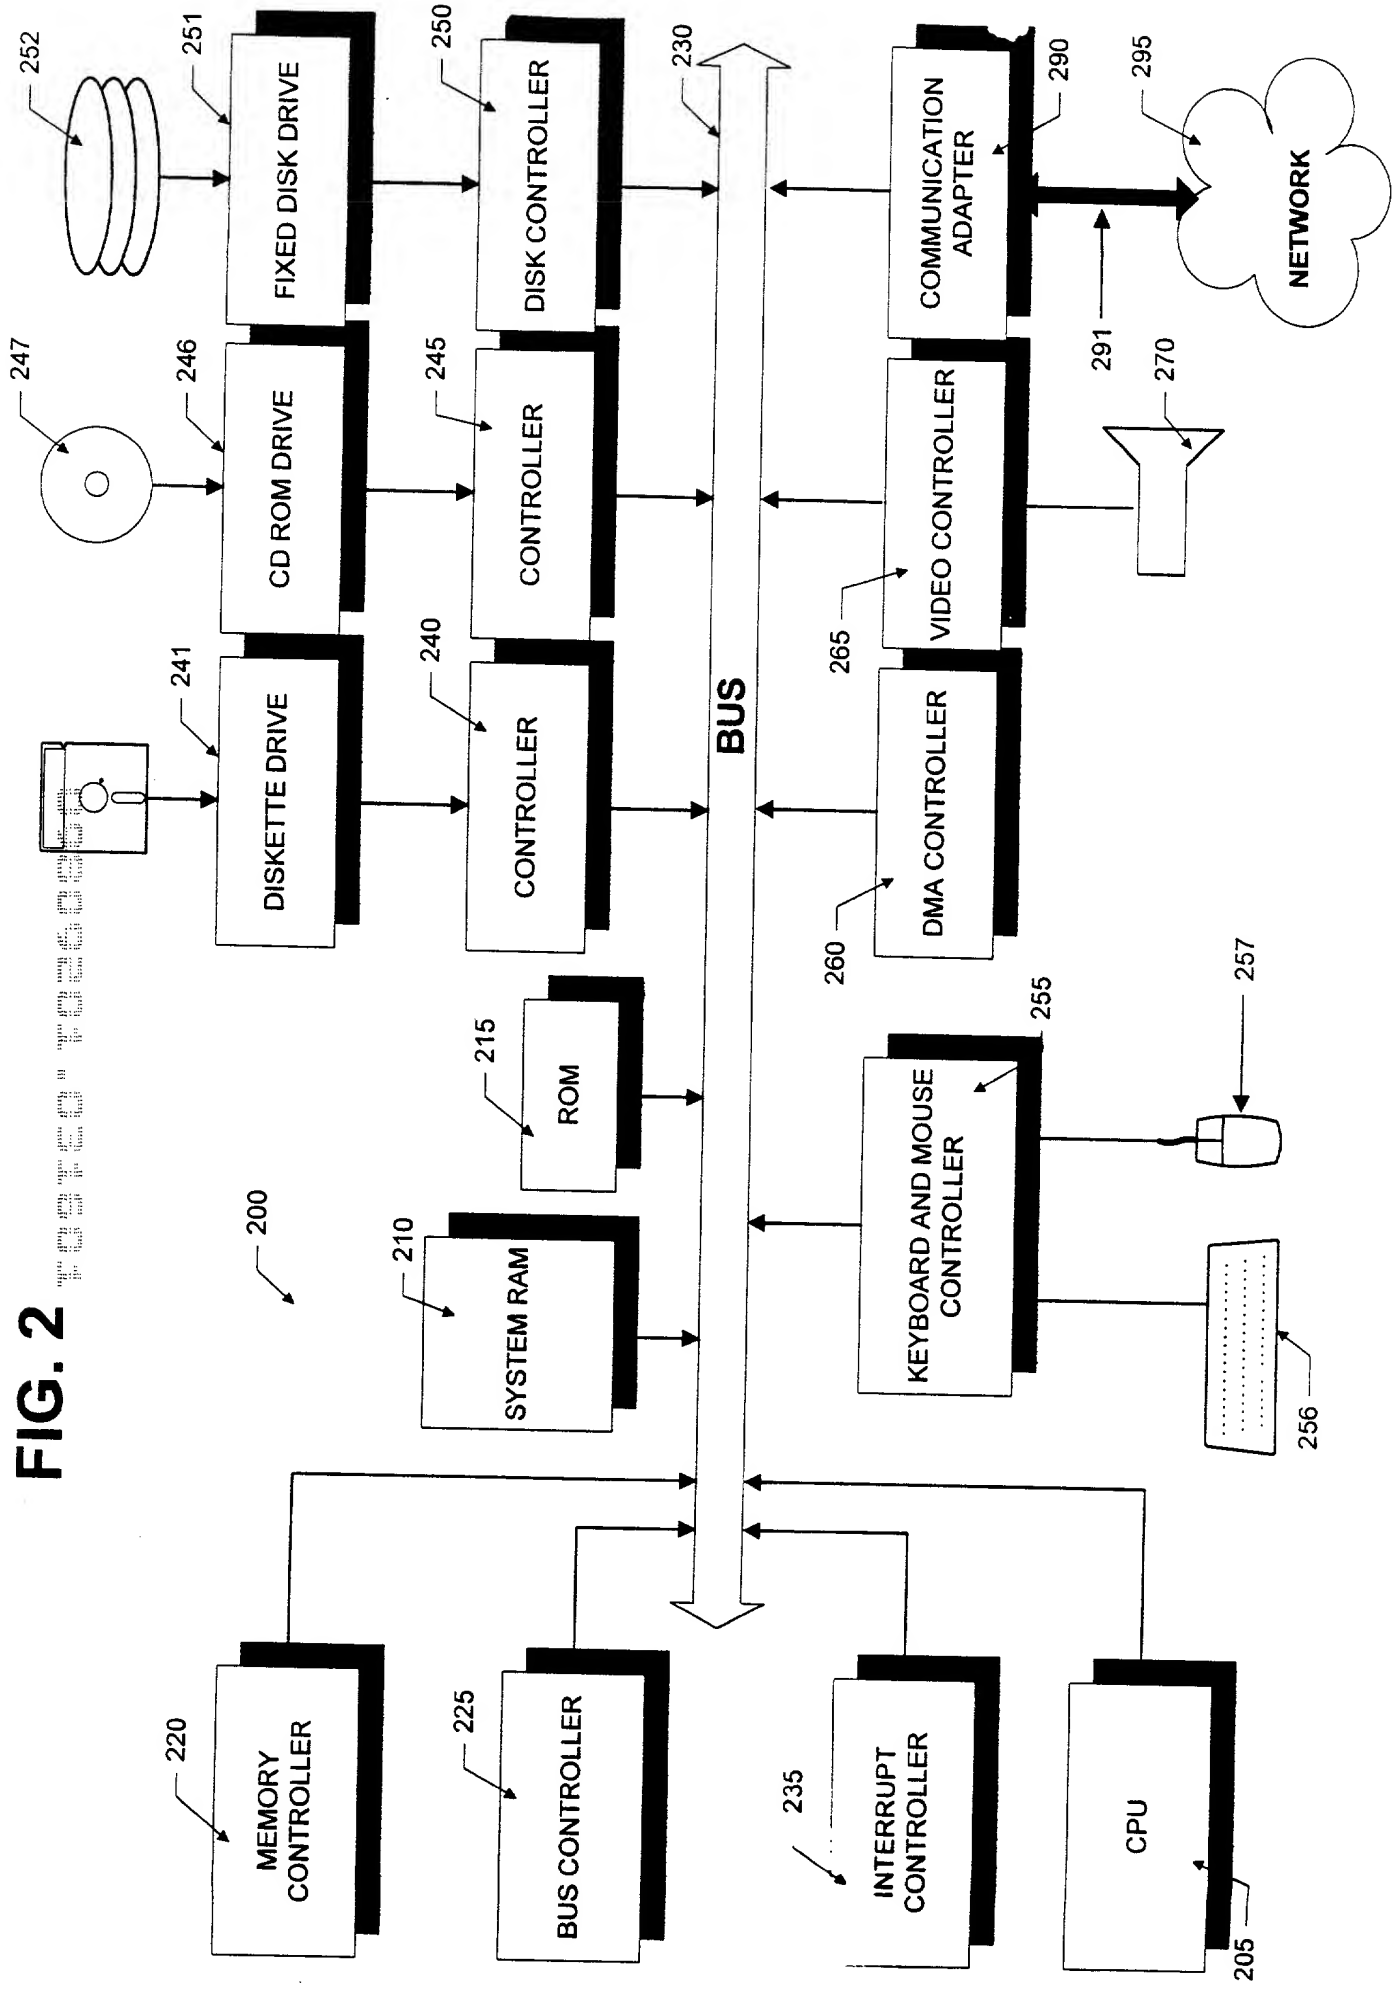 FIG. 2
200
220
MEMORY
CONTROLLER
225
BUS CONTROLLER
235
INTERRUPT
CONTROLLER
205
CPU
210
SYSTEM RAM
215
ROM
241
DISKETTE DRIVE
240
CONTROLLER
247
246
CD ROM DRIVE
245
CONTROLLER
252
251
FIXED DISK DRIVE
250
DISK CONTROLLER
230
BUS
255
KEYBOARD AND MOUSE
CONTROLLER
256
257
260
DMA CONTROLLER
265
VIDEO CONTROLLER
270
290
COMMUNICATION
ADAPTER
291
295
NETWORK